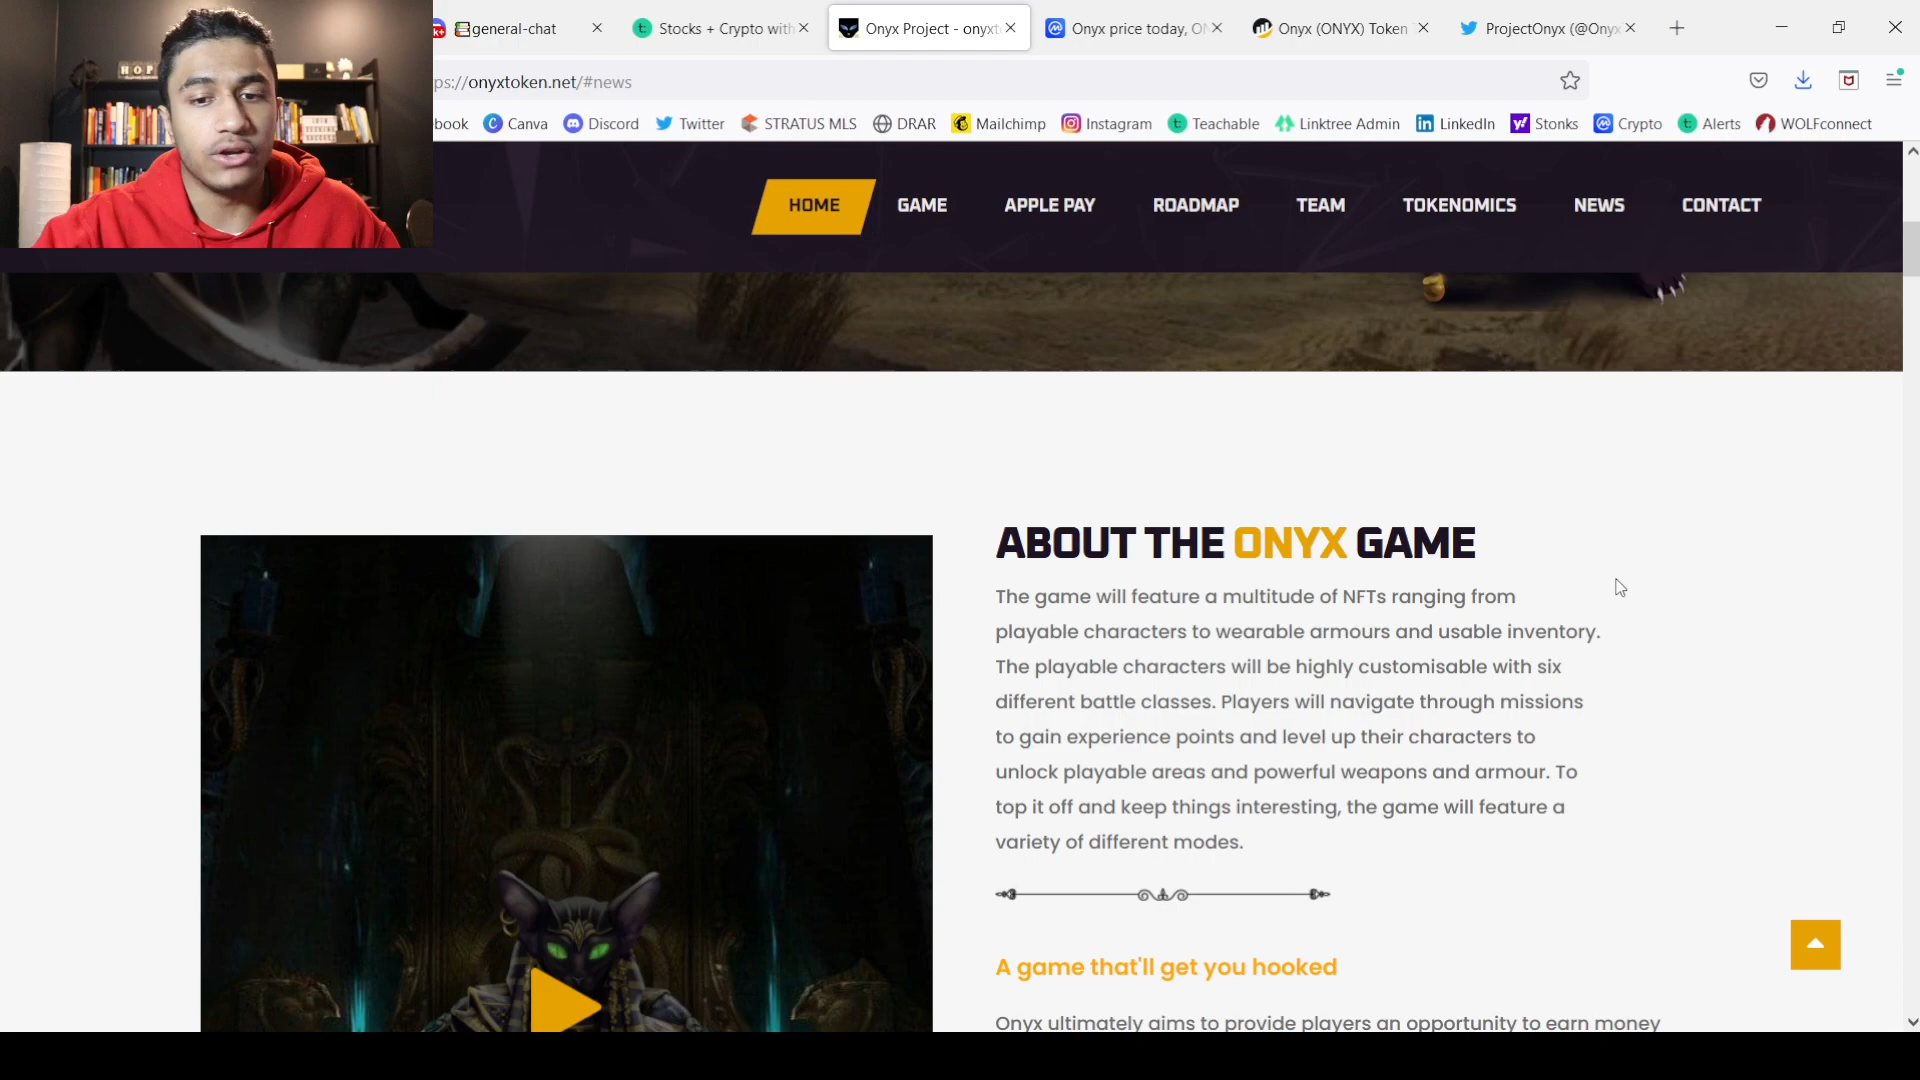 general-chat
Stocks + Crypto with
Onyx Project - onyxt
Onyx price today, ON
Onyx (ONYX) Token
ProjectOnyx (@Onyx
ps://onyxtoken.net/#news
book
Canva
Discord
Twitter
STRATUS MLS
DRAR
Mailchimp
Instagram
Teachable
Linktree Admin
LinkedIn
Stonks
Crypto
Alerts
WOLFconnect
HOME
GAME
APPLE PAY
ROADMAP
TEAM
TOKENOMICS
NEWS
CONTACT
ABOUT THE ONYX GAME
The game will feature a multitude of NFTs ranging from
playable characters to wearable armours and usable inventory.
The playable characters will be highly customisable with six
different battle classes. Players will navigate through missions
to gain experience points and level up their characters to
unlock playable areas and powerful weapons and armour. To
top it off and keep things interesting, the game will feature a
variety of different modes.
A game that'll get you hooked
Onyx ultimately aims to provide players an opportunity to earn money